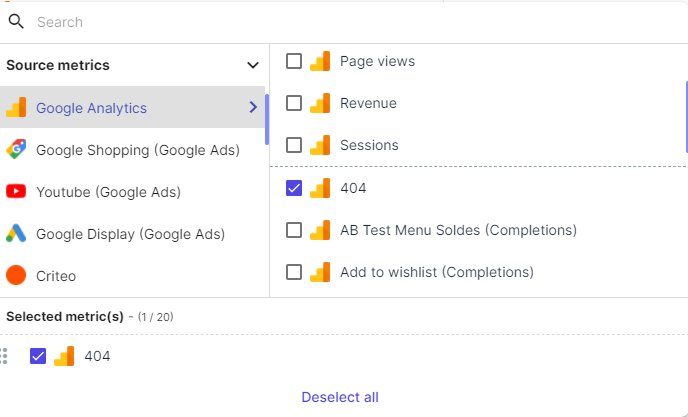 Search
Source metrics
Google Analytics
Google Shopping (Google Ads)
Youtube (Google Ads)
Google Display (Google Ads)
Criteo
Page views
Revenue
Sessions
404
AB Test Menu Soldes (Completions)
Add to wishlist (Completions)
Selected metric(s) - (1 / 20)
404
Deselect all